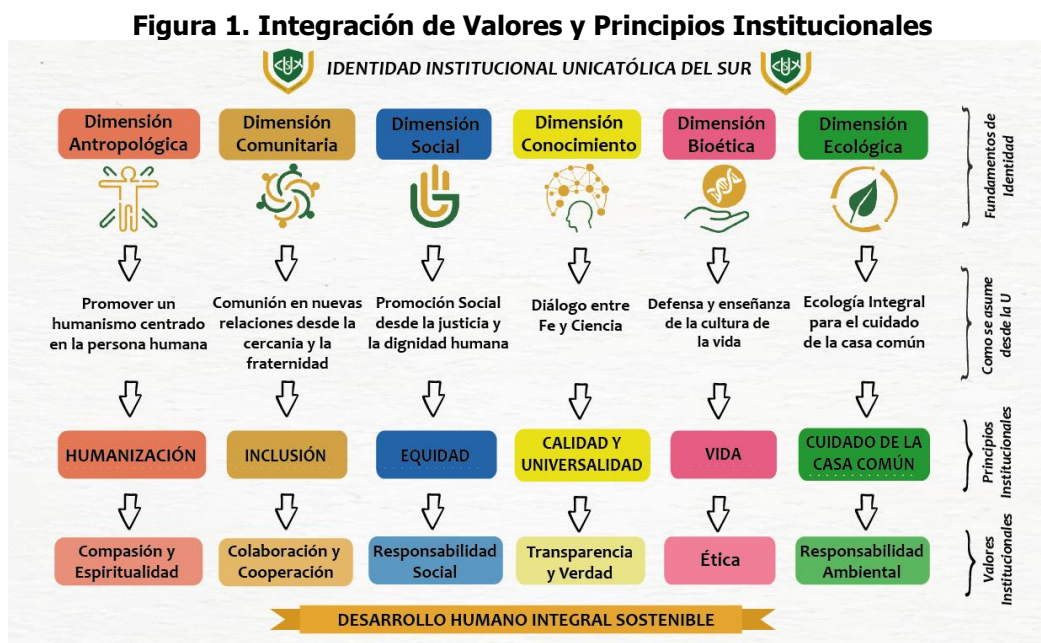 Figura 1. Integración de Valores y Principios Institucionales
IDENTIDAD INSTITUCIONAL UNICATÓLICA DEL SUR
Dimensión
Antropológica
Dimensión
Comunitaria
Dimensión
Social
Dimensión
Conocimiento
Dimensión
Bioética
Dimensión
Ecológica
Fundamentos de
Identidad
Promover un
humanismo centrado
en la persona humana
Comunión en nuevas
relaciones desde la
cercania y la
fraternidad
Promoción Social
desde la justicia y
la dignidad humana
Diálogo entre
Fe y Ciencia
Defensa y enseñanza
de la cultura de
la vida
Ecología Integral
para el cuidado
de la casa común
Como se asume
desde la U
HUMANIZACIÓN
INCLUSIÓN
EQUIDAD
CALIDAD Y
UNIVERSALIDAD
VIDA
CUIDADO DE LA
CASA COMÚN
Principios
Institucionales
Compasión y
Espiritualidad
Colaboración y
Cooperación
Responsabilidad
Social
Transparencia
y Verdad
Ética
Responsabilidad
Ambiental
Valores
Institucionales
DESARROLLO HUMANO INTEGRAL SOSTENIBLE